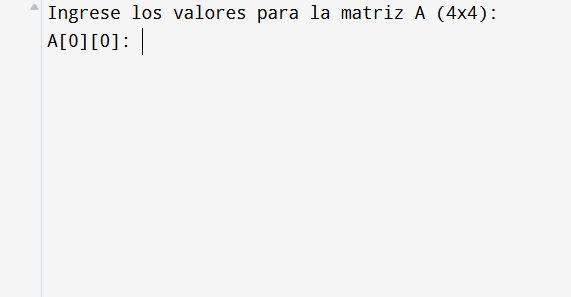 Ingrese los valores para la matriz A (4x4):
A[0][0]: